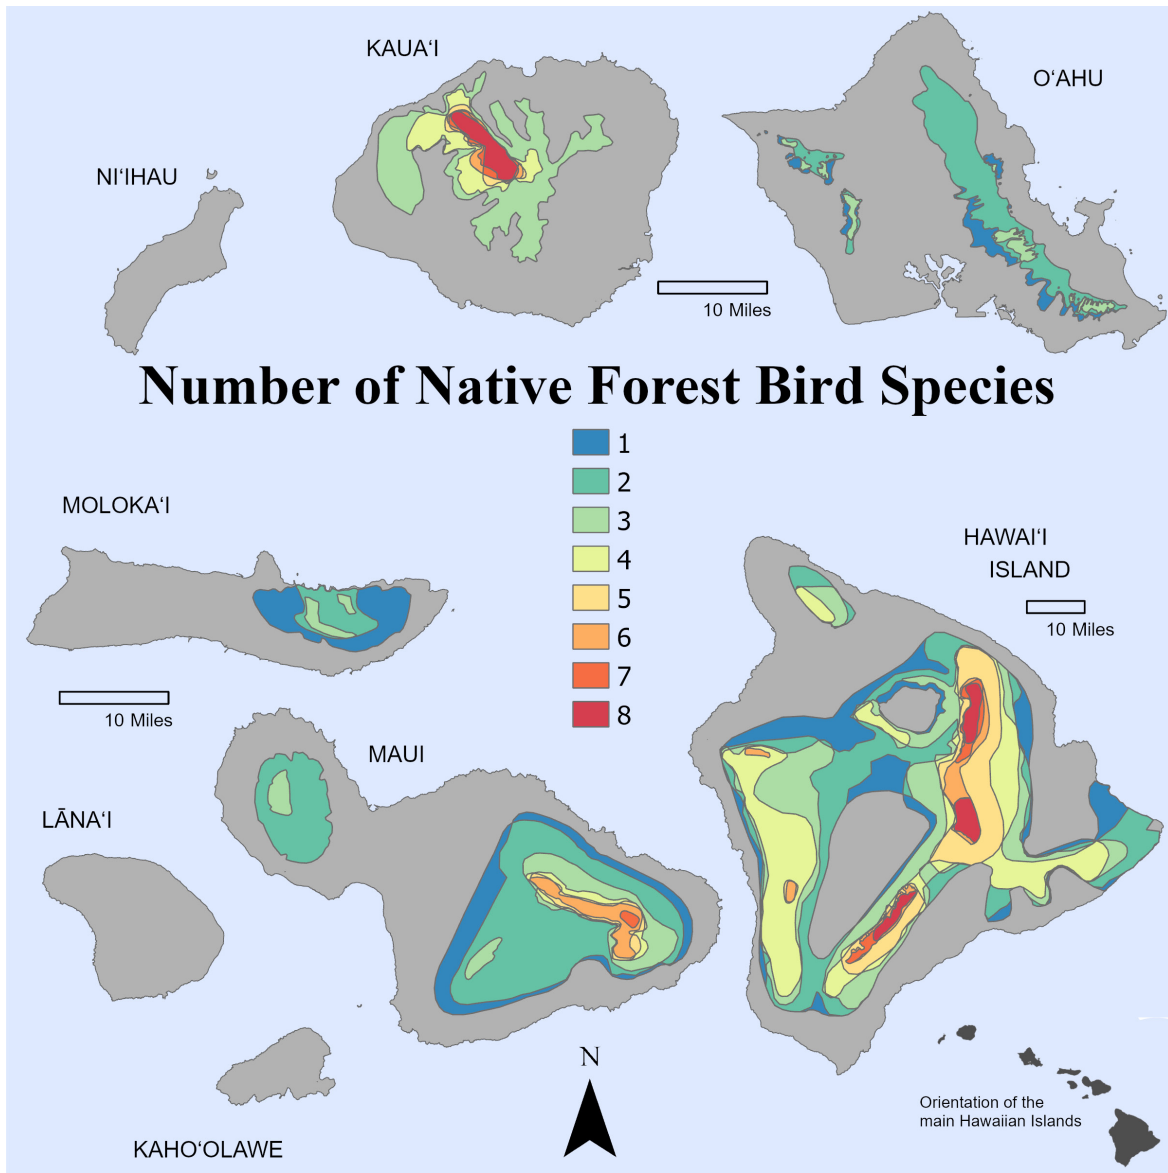 KAUAʻI
OʻAHU
NIʻIHAU
10 Miles
Number of Native Forest Bird Species
1
2
3
4
5
6
7
8
MOLOKAʻI
HAWAIʻI
ISLAND
10 Miles
10 Miles
MAUI
LĀNAʻI
N
Orientation of the
main Hawaiian Islands
KAHOʻOLAWE